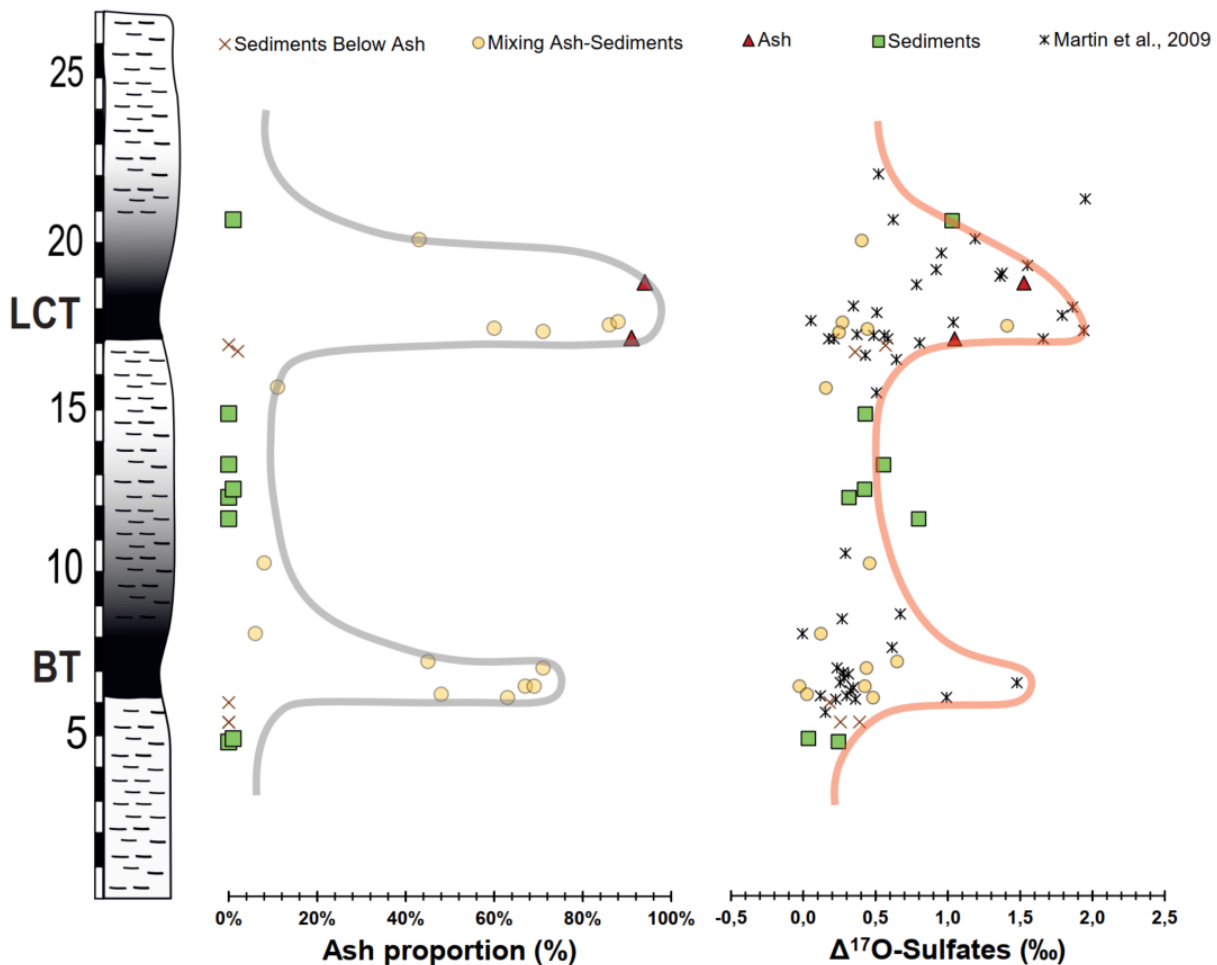 Sediments Below Ash
Mixing Ash-Sediments
Ash
Sediments
Martin et al., 2009
25
20
LCT
15
10
BT
5
0% 20% 40% 60% 80% 100%
Ash proportion (%)
-0,5 0,0 0,5 1,0 1,5 2,0 2,5
Δ¹⁷O-Sulfates (‰)